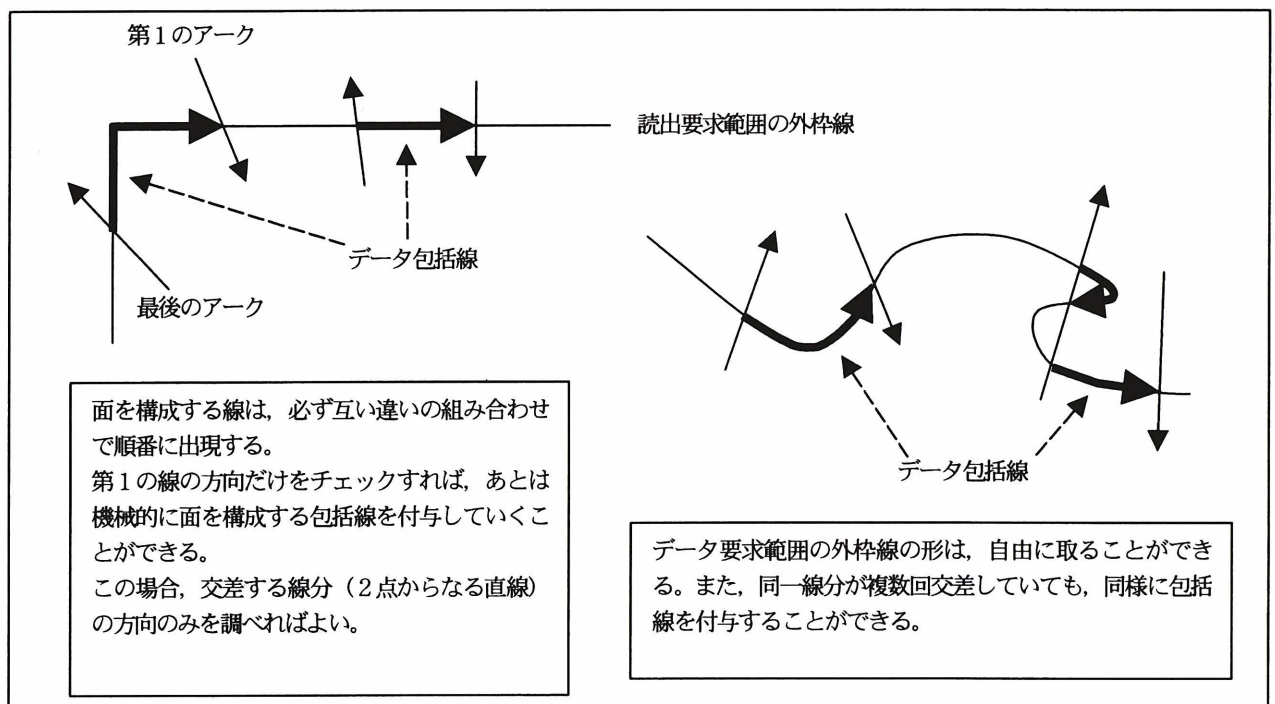 第1のアーク
読出要求範囲の外枠線
データ包括線
最後のアーク
面を構成する線は，必ず互い違いの組み合わせ
で順番に出現する。
第1の線の方向だけをチェックすれば，あとは
機械的に面を構成する包括線を付与していくこ
とができる。
この場合，交差する線分（2点からなる直線）
の方向のみを調べればよい。
データ包括線
データ要求範囲の外枠線の形は，自由に取ることができ
る。また，同一線分が複数回交差していても，同様に包括
線を付与することができる。